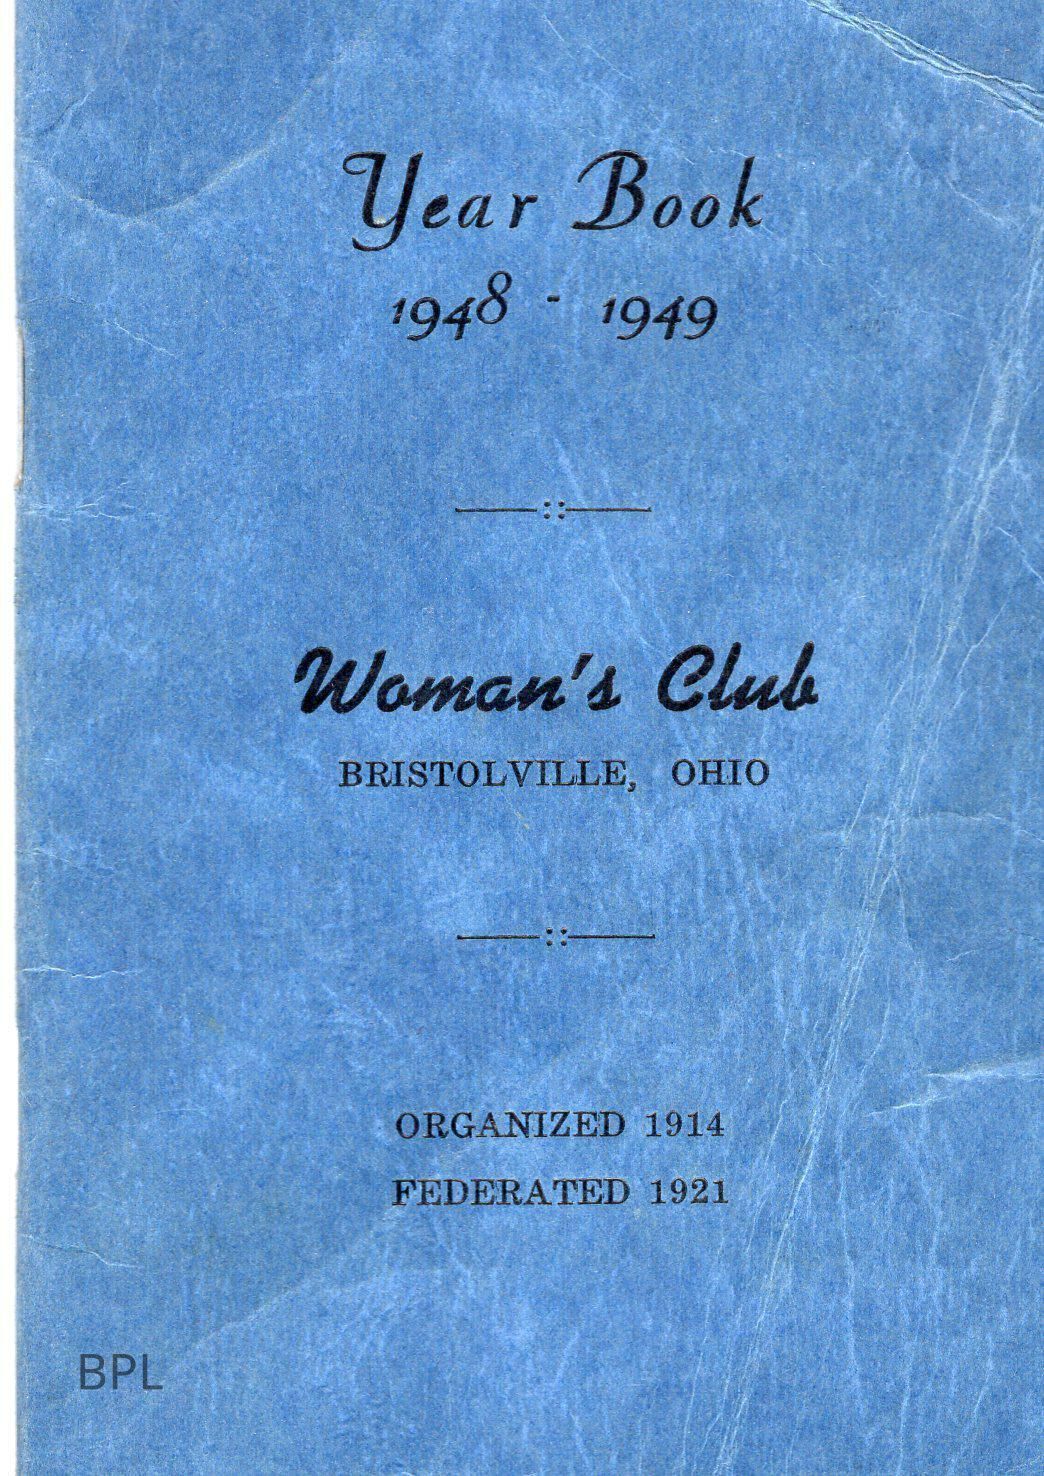 Year Book
1948 - 1949
Woman's Club
BRISTOLVILLE, OHIO
ORGANIZED 1914
FEDERATED 1921
BPL